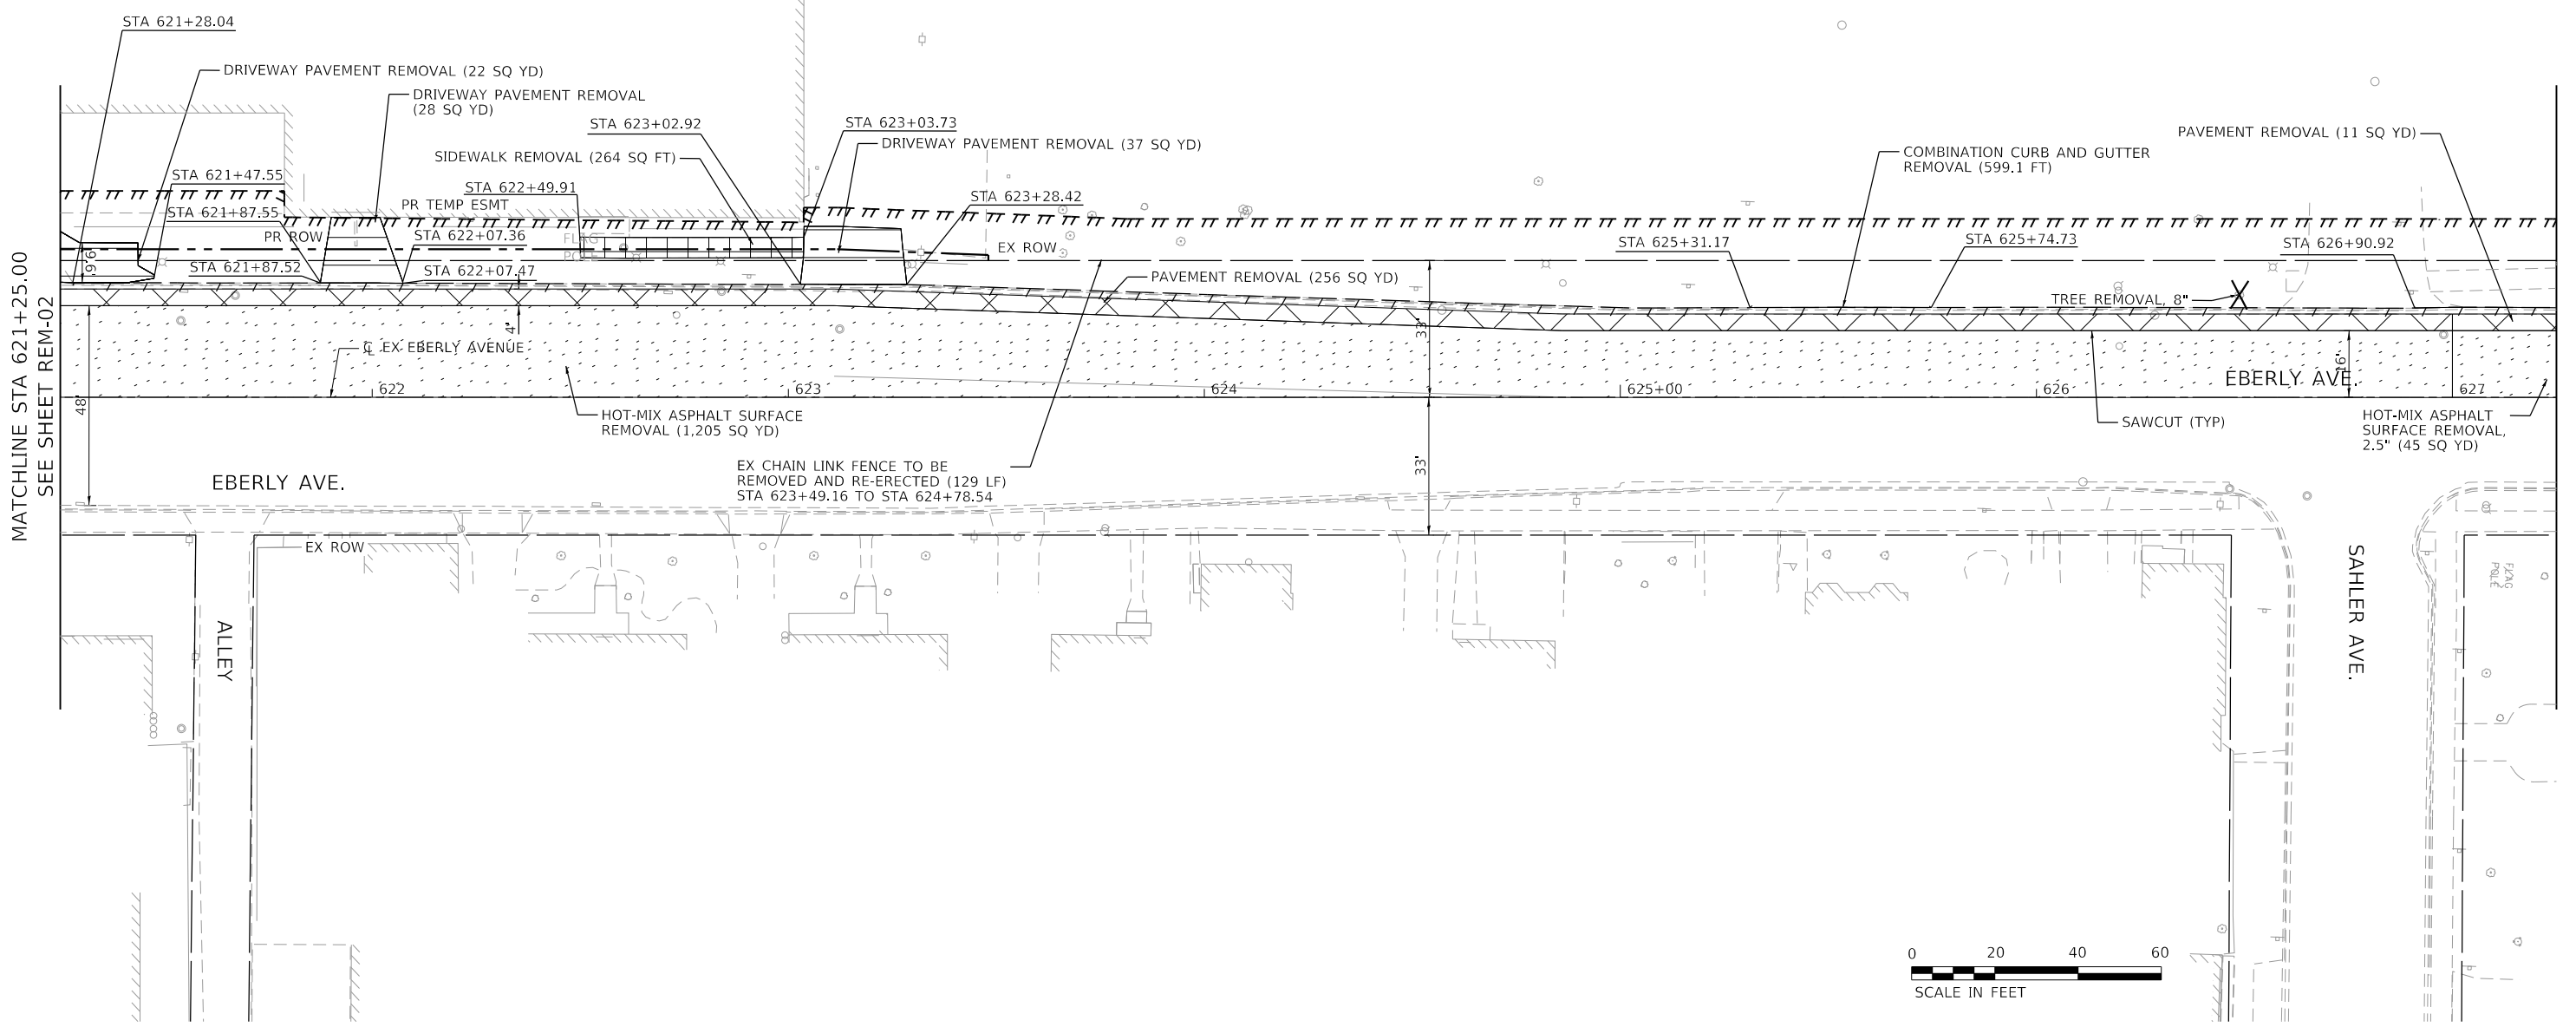 STA 621+28.04
DRIVEWAY PAVEMENT REMOVAL (22 SQ YD)
DRIVEWAY PAVEMENT REMOVAL
(28 SQ YD)
STA 623+02.92
STA 623+03.73
DRIVEWAY PAVEMENT REMOVAL (37 SQ YD)
SIDEWALK REMOVAL (264 SQ FT)
COMBINATION CURB AND GUTTER
REMOVAL (599.1 FT)
PAVEMENT REMOVAL (11 SQ YD)
STA 621+47.55
STA 622+49.91
PR TEMP ESMT
STA 623+28.42
STA 621+87.55
PR ROW
STA 622+07.36
FLAG
POLE
EX ROW
STA 625+31.17
STA 625+74.73
STA 626+90.92
9.6'
STA 621+87.52
STA 622+07.47
PAVEMENT REMOVAL (256 SQ YD)
TREE REMOVAL, 8"
MATCHLINE STA 621+25.00
SEE SHEET REM-02
4'
33'
16'
℄ EX EBERLY AVENUE
622
623
624
625+00
626
627
EBERLY AVE.
48'
HOT-MIX ASPHALT SURFACE
REMOVAL (1,205 SQ YD)
SAWCUT (TYP)
HOT-MIX ASPHALT
SURFACE REMOVAL,
2.5" (45 SQ YD)
EX CHAIN LINK FENCE TO BE
REMOVED AND RE-ERECTED (129 LF)
STA 623+49.16 TO STA 624+78.54
33'
EBERLY AVE.
EX ROW
ALLEY
SAHLER AVE.
FLAG
POLE
0 20 40 60
SCALE IN FEET